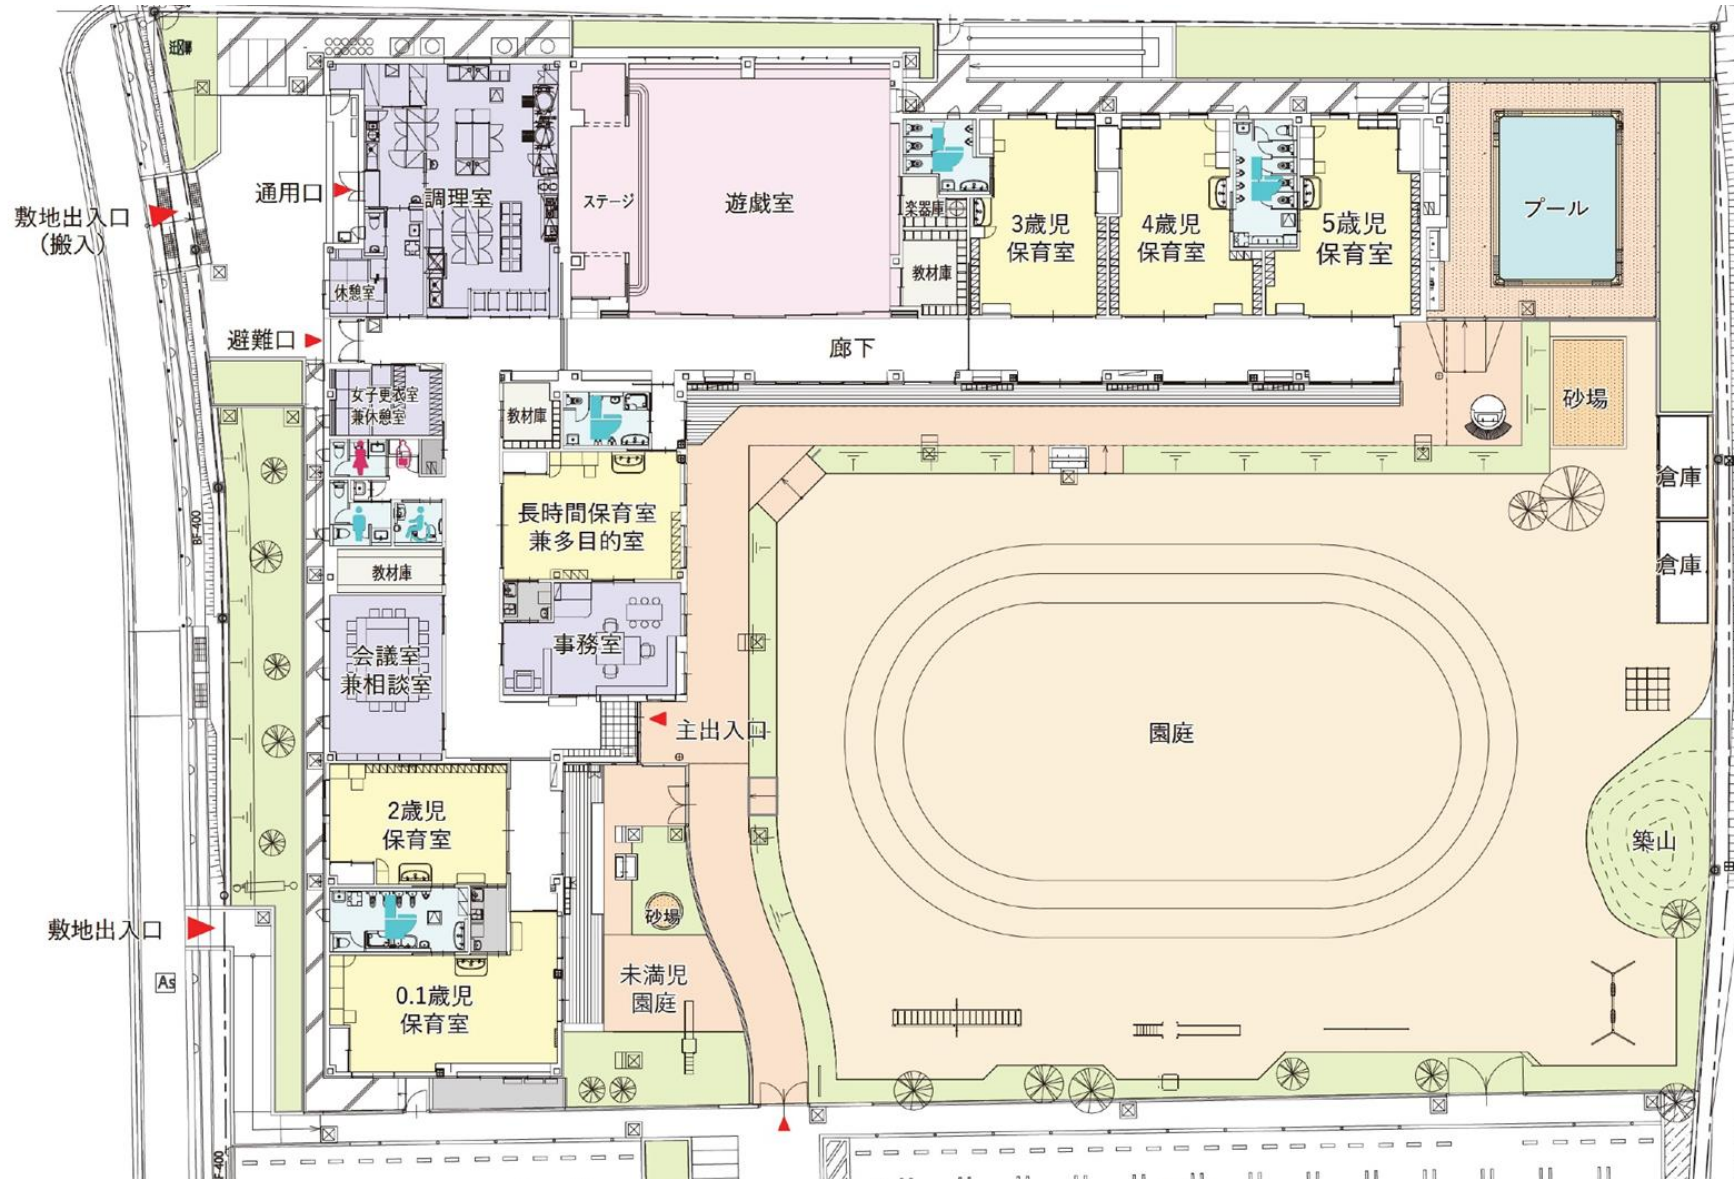 通用口
調理室
敷地出入口
(搬入)
休憩室
避難口
ステージ
遊戯室
楽器庫
教材庫
3歳児
保育室
4歳児
保育室
5歳児
保育室
プール
廊下
砂場
女子更衣室
兼休憩室
教材庫
倉庫
倉庫
長時間保育室
兼多目的室
BF-400
教材庫
会議室
兼相談室
事務室
主出入口
園庭
2歳児
保育室
築山
敷地出入口
砂場
As
0.1歳児
保育室
未満児
園庭
F-400